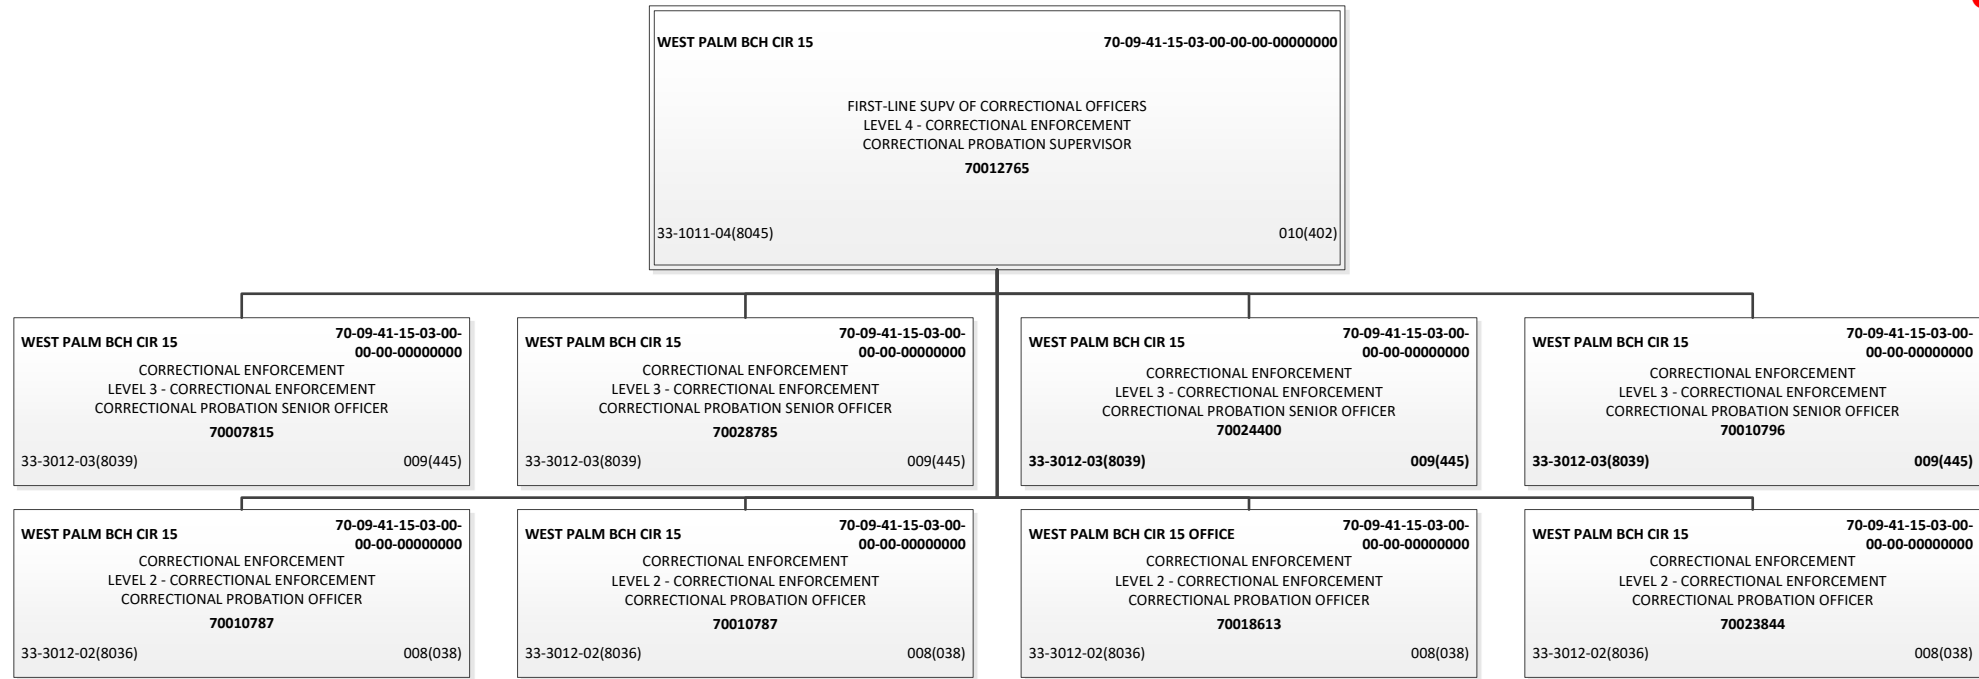 WEST PALM BCH CIR 15 70-09-41-15-03-00-00-00-00000000
FIRST-LINE SUPV OF CORRECTIONAL OFFICERS
LEVEL 4 - CORRECTIONAL ENFORCEMENT
CORRECTIONAL PROBATION SUPERVISOR
70012765
33-1011-04(8045) 010(402)
WEST PALM BCH CIR 15
70-09-41-15-03-00-
00-00-00000000
CORRECTIONAL ENFORCEMENT
LEVEL 3 - CORRECTIONAL ENFORCEMENT
CORRECTIONAL PROBATION SENIOR OFFICER
70007815
33-3012-03(8039) 009(445)
WEST PALM BCH CIR 15
70-09-41-15-03-00-
00-00-00000000
CORRECTIONAL ENFORCEMENT
LEVEL 3 - CORRECTIONAL ENFORCEMENT
CORRECTIONAL PROBATION SENIOR OFFICER
70028785
33-3012-03(8039) 009(445)
WEST PALM BCH CIR 15
70-09-41-15-03-00-
00-00-00000000
CORRECTIONAL ENFORCEMENT
LEVEL 3 - CORRECTIONAL ENFORCEMENT
CORRECTIONAL PROBATION SENIOR OFFICER
70024400
33-3012-03(8039) 009(445)
WEST PALM BCH CIR 15
70-09-41-15-03-00-
00-00-00000000
CORRECTIONAL ENFORCEMENT
LEVEL 3 - CORRECTIONAL ENFORCEMENT
CORRECTIONAL PROBATION SENIOR OFFICER
70010796
33-3012-03(8039) 009(445)
WEST PALM BCH CIR 15
70-09-41-15-03-00-
00-00-00000000
CORRECTIONAL ENFORCEMENT
LEVEL 2 - CORRECTIONAL ENFORCEMENT
CORRECTIONAL PROBATION OFFICER
70010787
33-3012-02(8036) 008(038)
WEST PALM BCH CIR 15
70-09-41-15-03-00-
00-00-00000000
CORRECTIONAL ENFORCEMENT
LEVEL 2 - CORRECTIONAL ENFORCEMENT
CORRECTIONAL PROBATION OFFICER
70010787
33-3012-02(8036) 008(038)
WEST PALM BCH CIR 15 OFFICE
70-09-41-15-03-00-
00-00-00000000
CORRECTIONAL ENFORCEMENT
LEVEL 2 - CORRECTIONAL ENFORCEMENT
CORRECTIONAL PROBATION OFFICER
70018613
33-3012-02(8036) 008(038)
WEST PALM BCH CIR 15
70-09-41-15-03-00-
00-00-00000000
CORRECTIONAL ENFORCEMENT
LEVEL 2 - CORRECTIONAL ENFORCEMENT
CORRECTIONAL PROBATION OFFICER
70023844
33-3012-02(8036) 008(038)